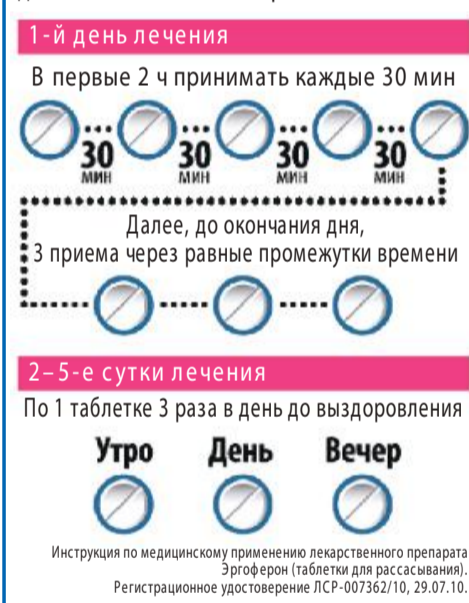 1-й день лечения
В первые 2 ч принимать каждые 30 мин
30 30 30 30
МИН МИН МИН МИН
Далее, до окончания дня,
3 приема через равные промежутки времени
2–5-е сутки лечения
По 1 таблетке 3 раза в день до выздоровления
Утро День Вечер
Инструкция по медицинскому применению лекарственного препарата
Эргоферон (таблетки для рассасывания).
Регистрационное удостоверение ЛСР-007362/10, 29.07.10.